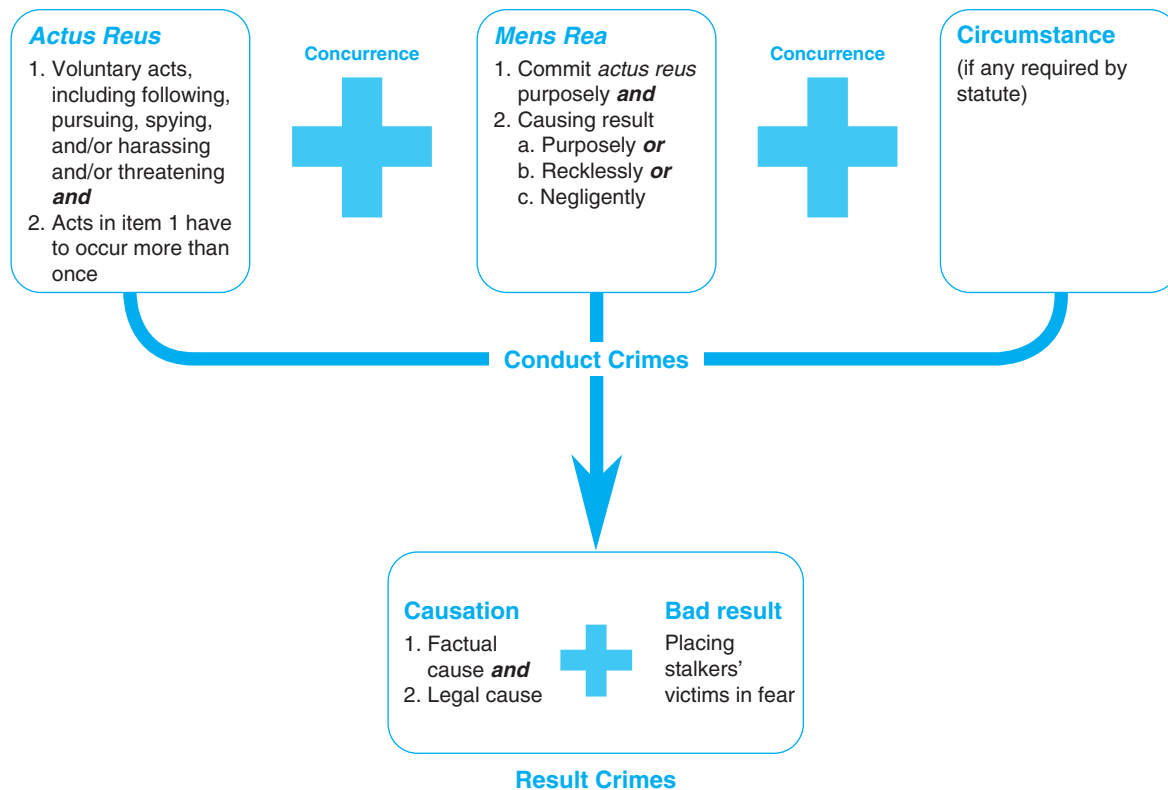 Actus Reus
1. Voluntary acts,
including following,
pursuing, spying,
and/or harassing
and/or threatening
and
2. Acts in item 1 have
to occur more than
once
Concurrence
Mens Rea
1. Commit actus reus
purposely and
2. Causing result
a. Purposely or
b. Recklessly or
c. Negligently
Concurrence
Circumstance
(if any required by
statute)
Conduct Crimes
Causation
1. Factual
cause and
2. Legal cause
Bad result
Placing
stalkers’
victims in fear
Result Crimes